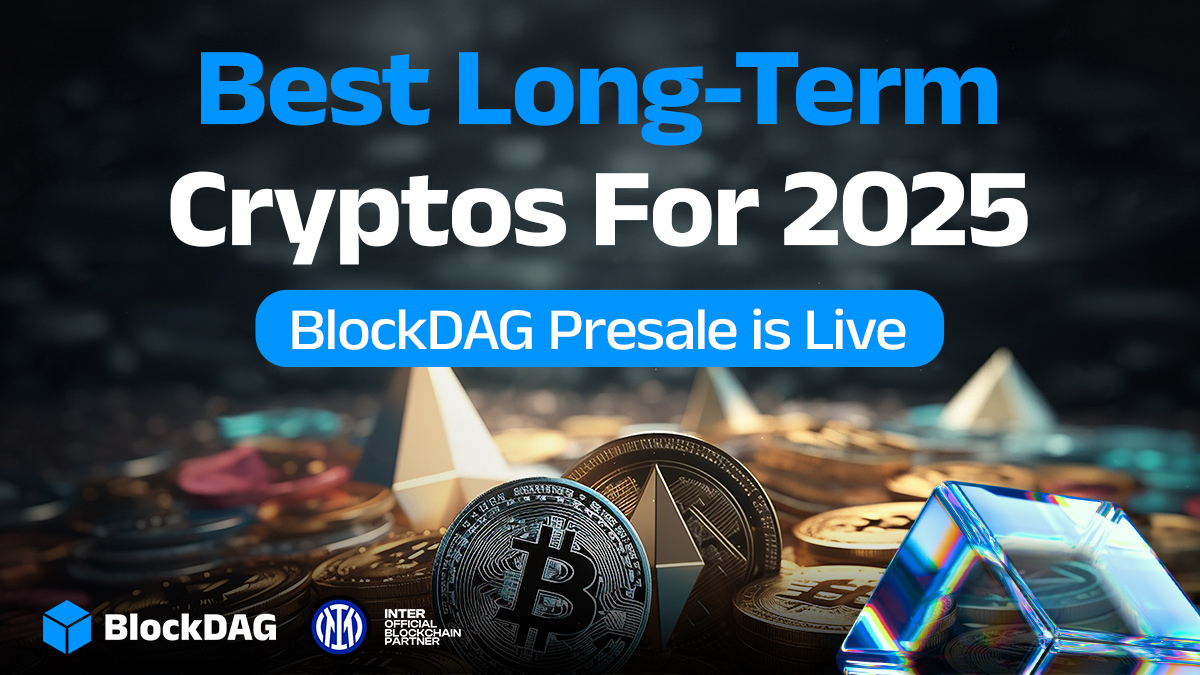 Best Long-Term
Cryptos For 2025
BlockDAG Presale is Live
BlockDAG
INTER
OFFICIAL
BLOCKCHAIN
PARTNER